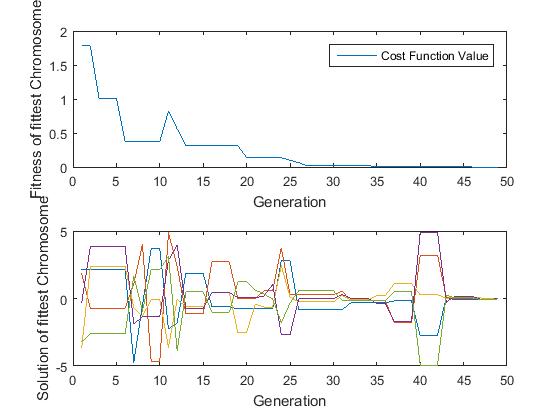 Fitness of fittest Chromosome
2
1.5
1
0.5
0
Cost Function Value
0 5 10 15 20 25 30 35 40 45 50
Generation
Solution of fittest Chromosome
5
0
-5
0 5 10 15 20 25 30 35 40 45 50
Generation